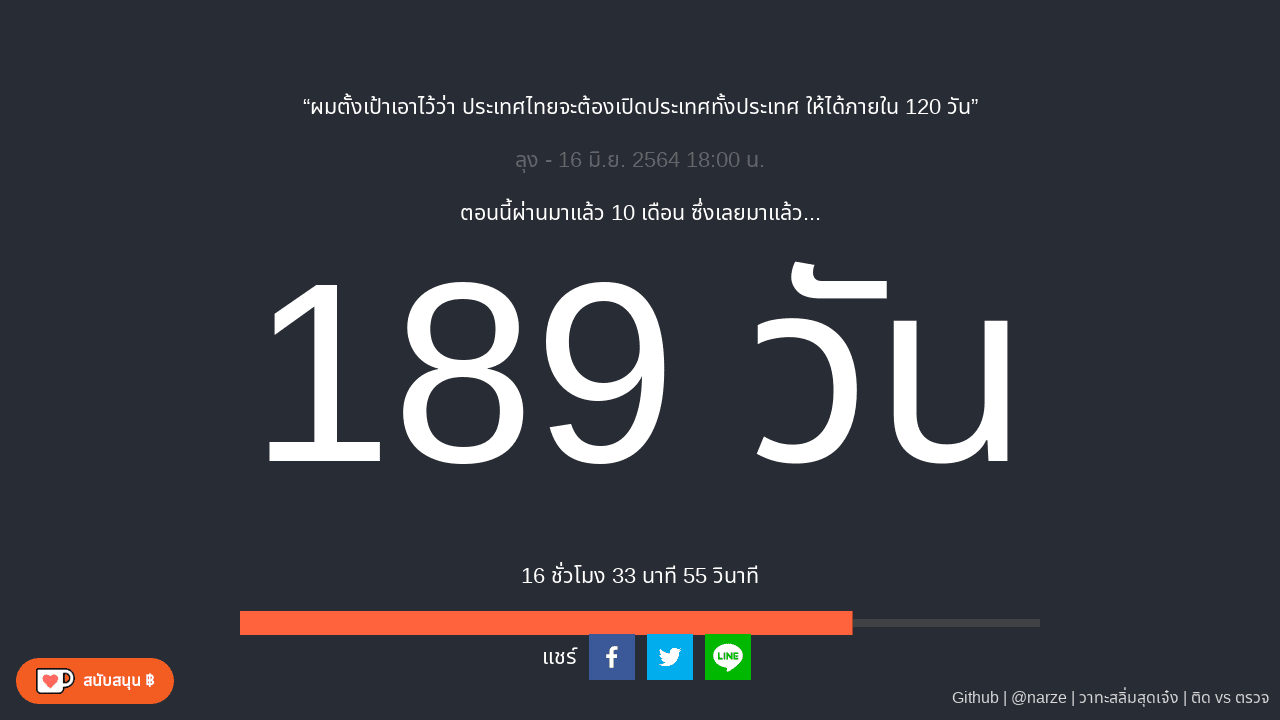 “ผมตั้งเป้าเอาไว้ว่า ประเทศไทยจะต้องเปิดประเทศทั้งประเทศ ให้ได้ภายใน 120 วัน”
ลุง - 16 มิ.ย. 2564 18:00 น.
ตอนนี้ผ่านมาแล้ว 10 เดือน ซึ่งเลยมาแล้ว...
189 วัน
16 ชั่วโมง 33 นาที 55 วินาที
แชร์
LINE
สนับสนุน ฿
Github | @narze | วาทะสลิ่มสุดเจ๋ง | ติด vs ตรวจ